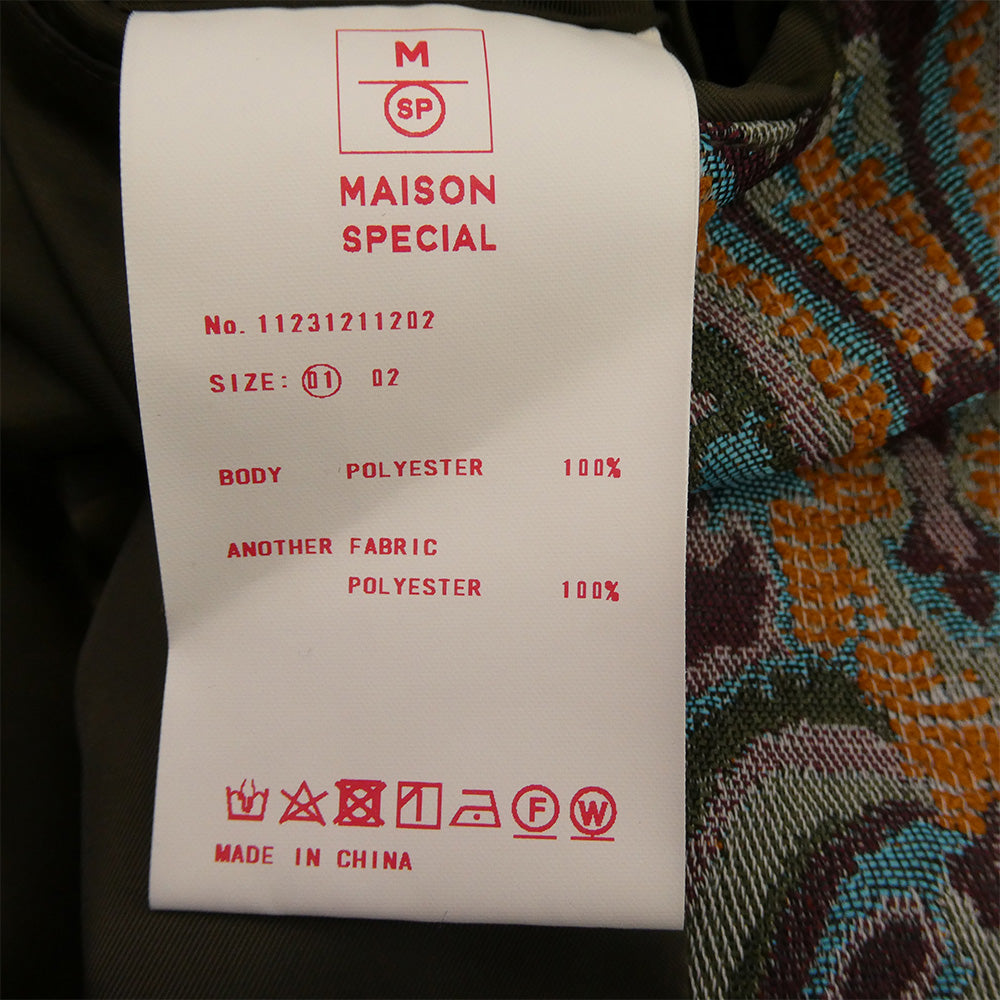 M
SP
MAISON
SPECIAL
No. 11231211202
SIZE: 01 02
BODY POLYESTER 100%
ANOTHER FABRIC
POLYESTER 100%
F W
MADE IN CHINA